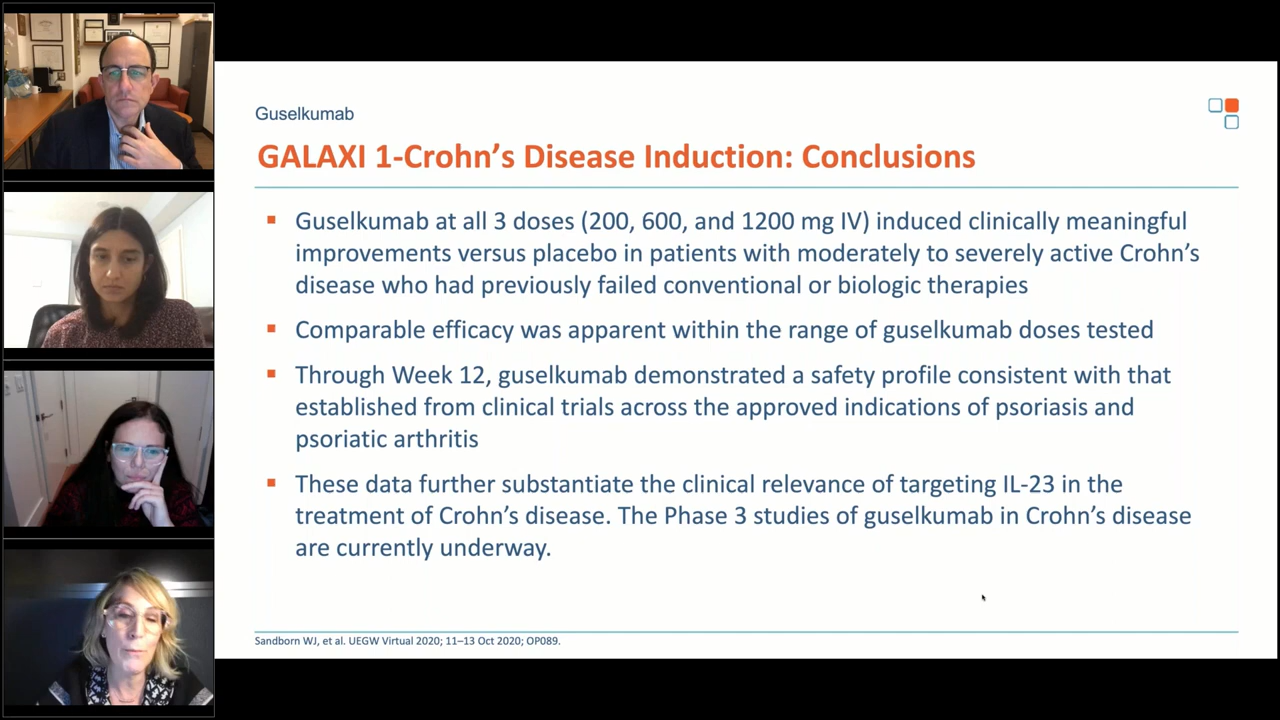 Guselkumab
GALAXI 1-Crohn's Disease Induction: Conclusions
Guselkumab at all 3 doses (200, 600, and 1200 mg IV) induced clinically meaningful
improvements versus placebo in patients with moderately to severely active Crohn's
disease who had previously failed conventional or biologic therapies
Comparable efficacy was apparent within the range of guselkumab doses tested
Through Week 12, guselkumab demonstrated a safety profile consistent with that
established from clinical trials across the approved indications of psoriasis and
psoriatic arthritis
These data further substantiate the clinical relevance of targeting IL-23 in the
treatment of Crohn's disease. The Phase 3 studies of guselkumab in Crohn's disease
are currently underway.
Sandborn WJ, et al. UEGW Virtual 2020; 11–13 Oct 2020; OP089.